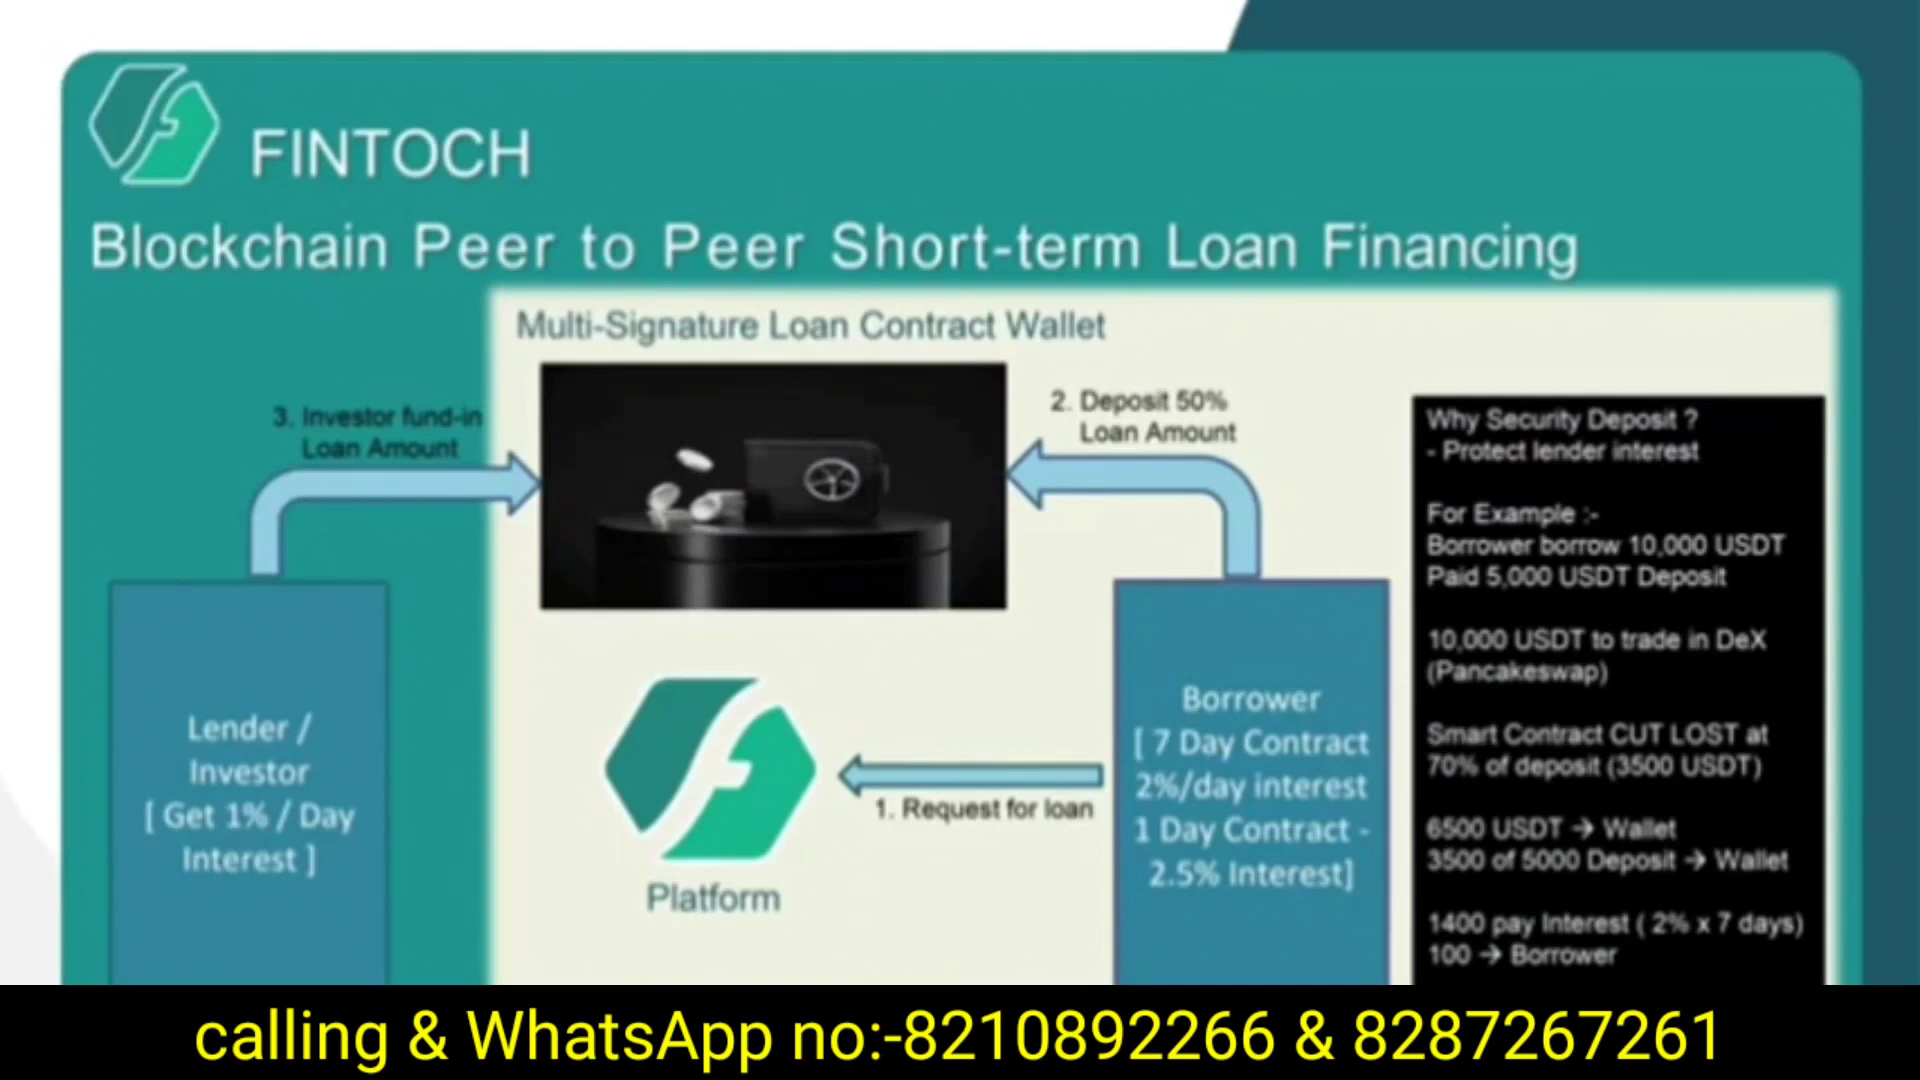 FINTOCH
Blockchain Peer to Peer Short-term Loan Financing
Multi-Signature Loan Contract Wallet
3. Investor fund-in
Loan Amount
2. Deposit 50%
Loan Amount
Lender /
Investor
[ Get 1% / Day
Interest ]
1. Request for loan
Platform
Borrower
[ 7 Day Contract
2%/day interest
1 Day Contract -
2.5% Interest]
Why Security Deposit ?
- Protect lender interest
For Example :-
Borrower borrow 10,000 USDT
Paid 5,000 USDT Deposit
10,000 USDT to trade in DeX
(Pancakeswap)
Smart Contract CUT LOST at
70% of deposit (3500 USDT)
6500 USDT → Wallet
3500 of 5000 Deposit → Wallet
1400 pay Interest ( 2% x 7 days)
100 → Borrower
calling & WhatsApp no:-8210892266 & 8287267261